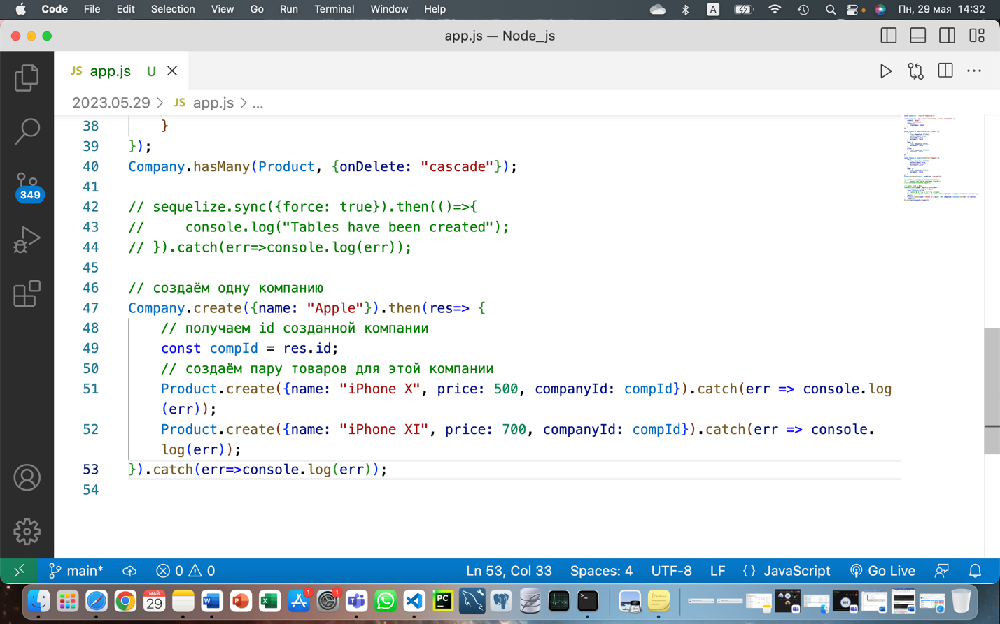 Code File Edit Selection View Go Run Terminal Window Help A Пн, 29 мая 14:32
app.js — Node_js
JS app.js U
2023.05.29 > JS app.js > ...
38 }
39 });
40 Company.hasMany(Product, {onDelete: "cascade"});
41
42 // sequelize.sync({force: true}).then(()=>{
43 //     console.log("Tables have been created");
44 // }).catch(err=>console.log(err));
45
46 // создаём одну компанию
47 Company.create({name: "Apple"}).then(res=> {
48 // получаем id созданной компании
49 const compId = res.id;
50 // создаём пару товаров для этой компании
51 Product.create({name: "iPhone X", price: 500, companyId: compId}).catch(err => console.log
(err));
52 Product.create({name: "iPhone XI", price: 700, companyId: compId}).catch(err => console.
log(err));
53 }).catch(err=>console.log(err));
54
349
main* 0 0 Ln 53, Col 33 Spaces: 4 UTF-8 LF {} JavaScript Go Live
МАЙ
29
W P X 1 1 PC KH